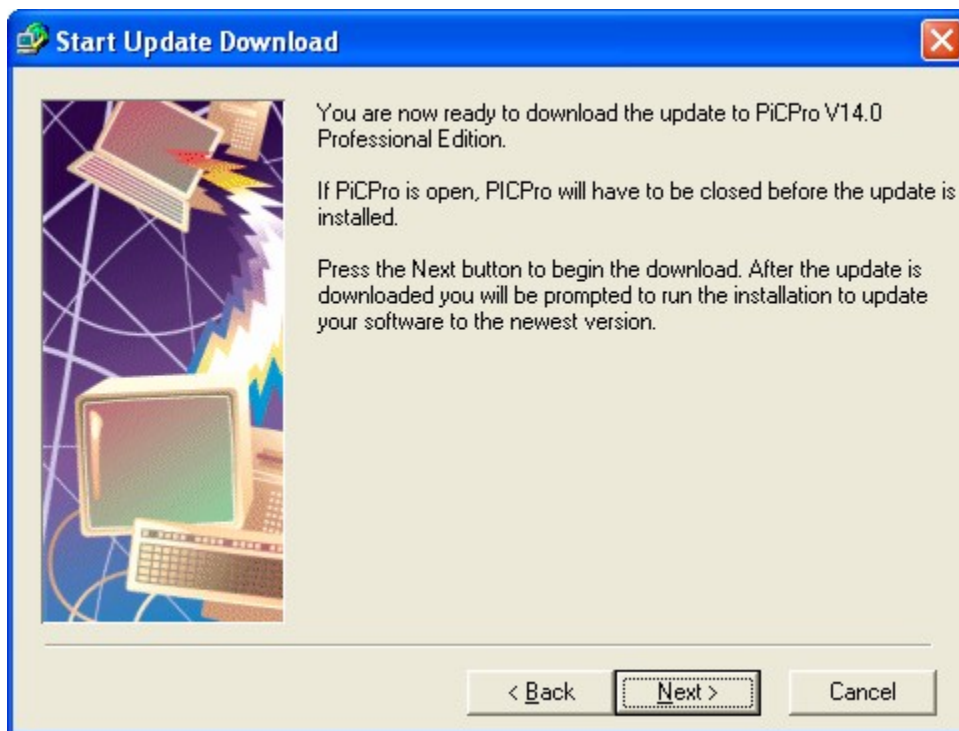 Start Update Download
You are now ready to download the update to PiCPro V14.0
Professional Edition.
If PiCPro is open, PICPro will have to be closed before the update is
installed.
Press the Next button to begin the download. After the update is
downloaded you will be prompted to run the installation to update
your software to the newest version.
< Back
Next >
Cancel